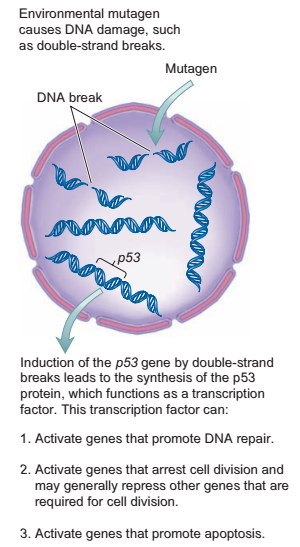 Environmental mutagen
causes DNA damage, such
as double-strand breaks.
Mutagen
DNA break
p53
Induction of the p53 gene by double-strand
breaks leads to the synthesis of the p53
protein, which functions as a transcription
factor. This transcription factor can:
1. Activate genes that promote DNA repair.
2. Activate genes that arrest cell division and
may generally repress other genes that are
required for cell division.
3. Activate genes that promote apoptosis.